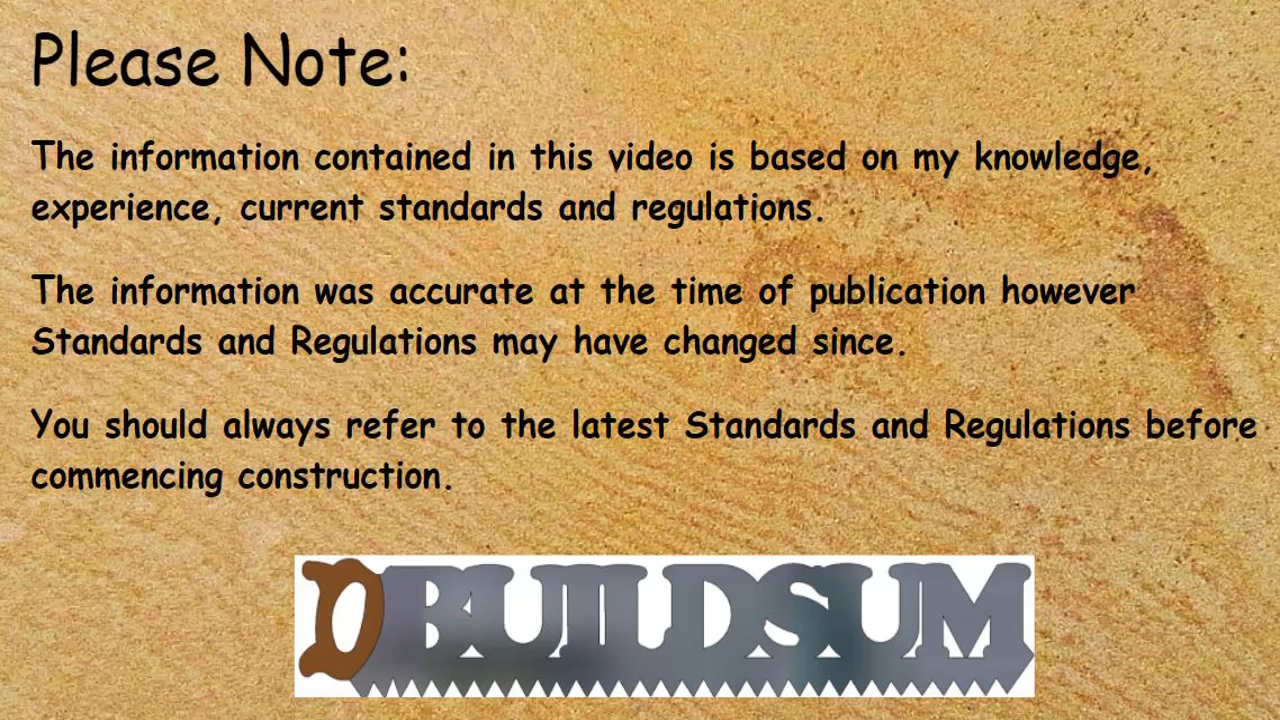 Please Note:
The information contained in this video is based on my knowledge,
experience, current standards and regulations.
The information was accurate at the time of publication however
Standards and Regulations may have changed since.
You should always refer to the latest Standards and Regulations before
commencing construction.
BUILDSUM